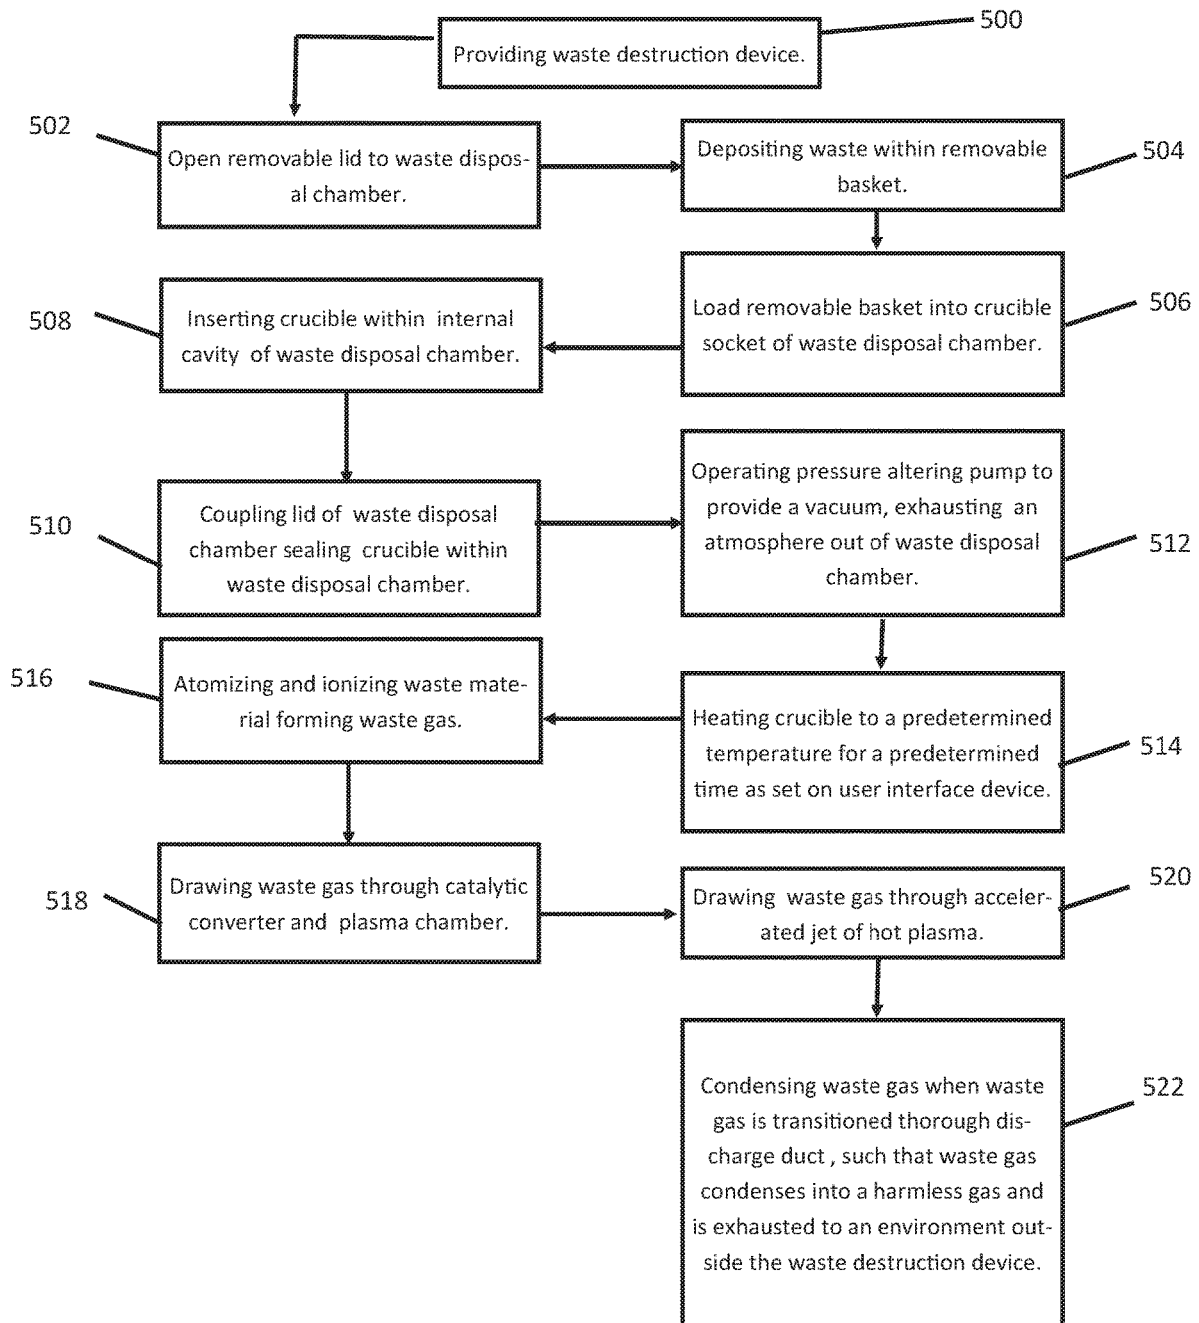 500
Providing waste destruction device.
502
Open removable lid to waste dispos-
al chamber.
Depositing waste within removable
basket.
504
Load removable basket into crucible
socket of waste disposal chamber.
506
508
Inserting crucible within internal
cavity of waste disposal chamber.
510
Coupling lid of waste disposal
chamber sealing crucible within
waste disposal chamber.
Operating pressure altering pump to
provide a vacuum, exhausting an
atmosphere out of waste disposal
chamber.
512
Heating crucible to a predetermined
temperature for a predetermined
time as set on user interface device.
514
516
Atomizing and ionizing waste mate-
rial forming waste gas.
518
Drawing waste gas through catalytic
converter and plasma chamber.
Drawing waste gas through acceler-
ated jet of hot plasma.
520
Condensing waste gas when waste
gas is transitioned thorough dis-
charge duct , such that waste gas
condenses into a harmless gas and
is exhausted to an environment out-
side the waste destruction device.
522